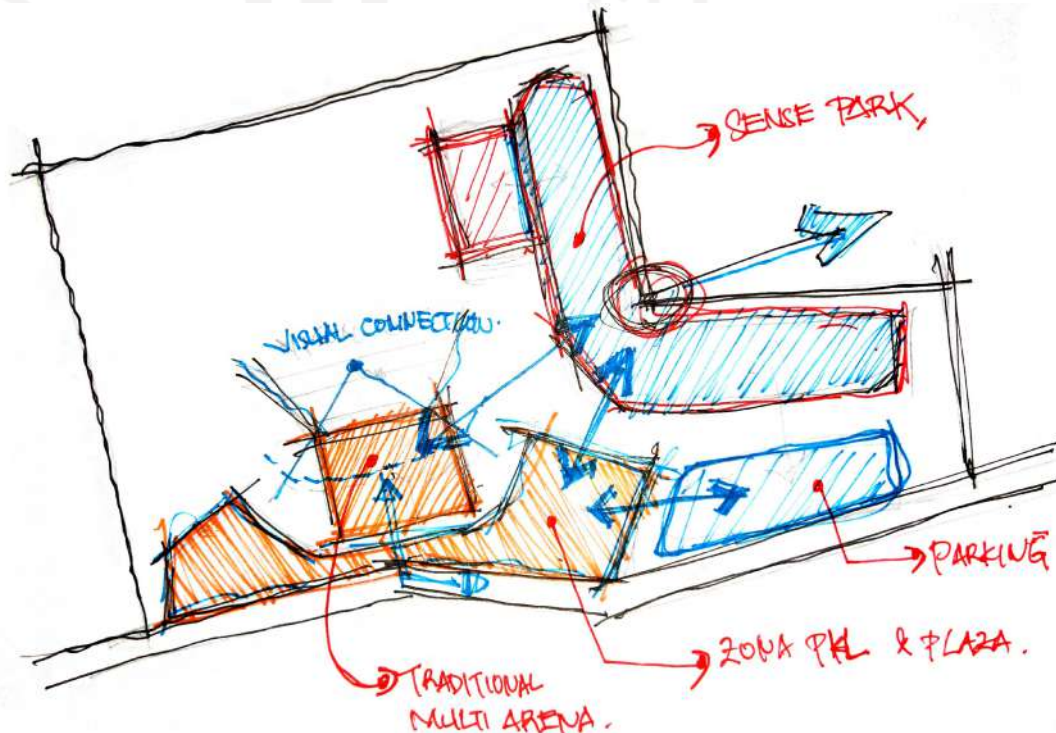 SENSE PARK,
VISUAL CONNECTION.
PARKING
ZONA PKL & PLAZA.
TRADITIONAL
MULTI ARENA.